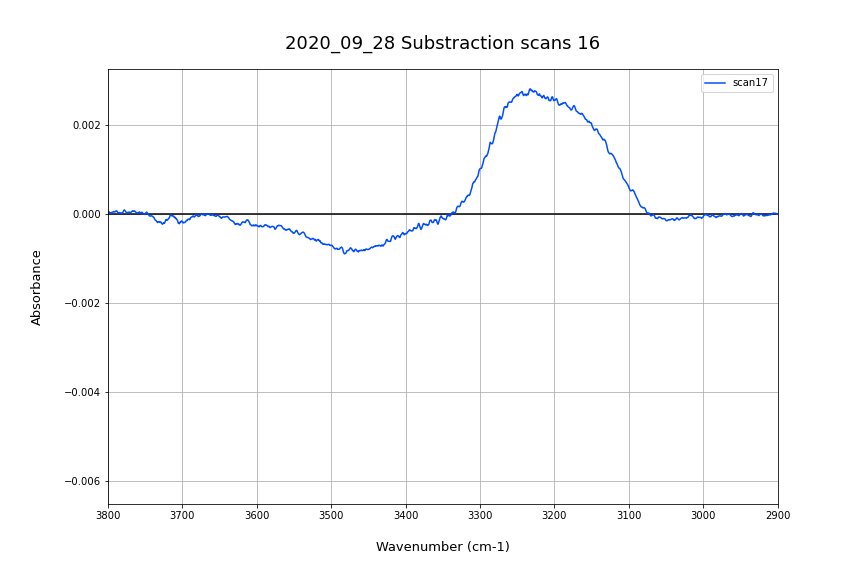 2020_09_28 Substraction scans 16
scan17
0.002
0.000
−0.002
−0.004
−0.006
Absorbance
3800 3700 3600 3500 3400 3300 3200 3100 3000 2900
Wavenumber (cm-1)